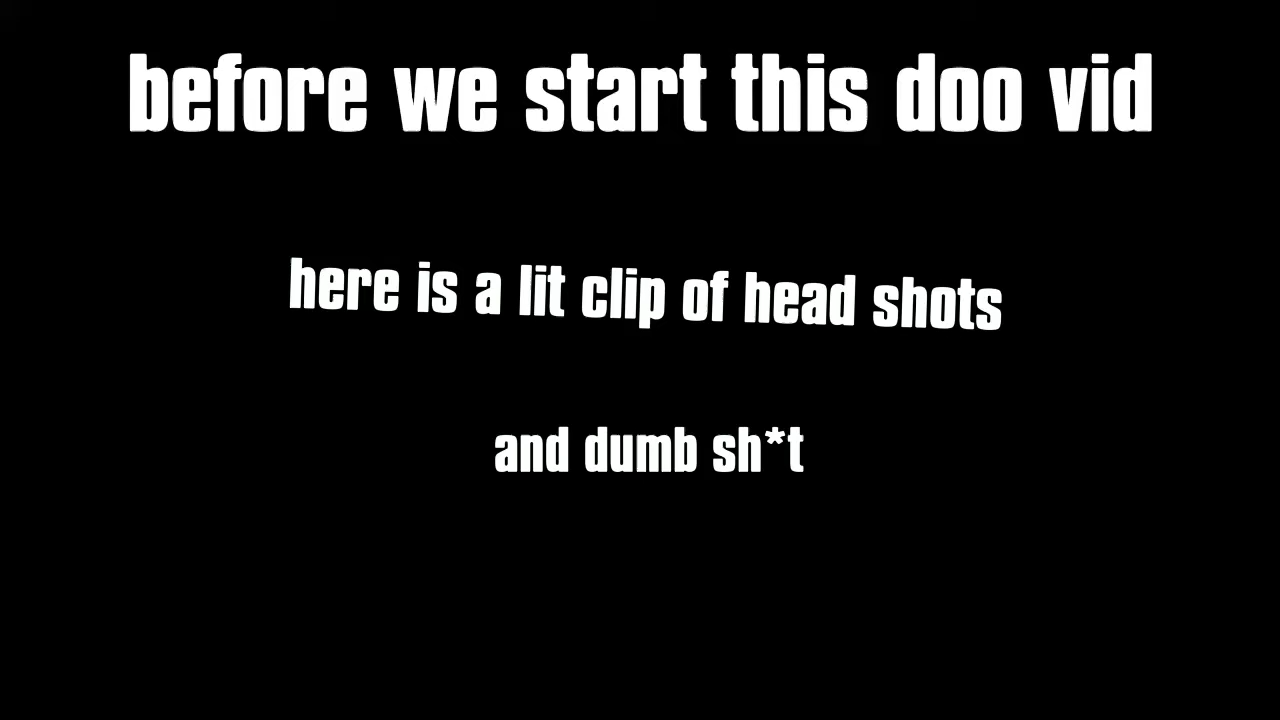 before we start this doo vid
here is a lit clip of head shots
and dumb sh*t